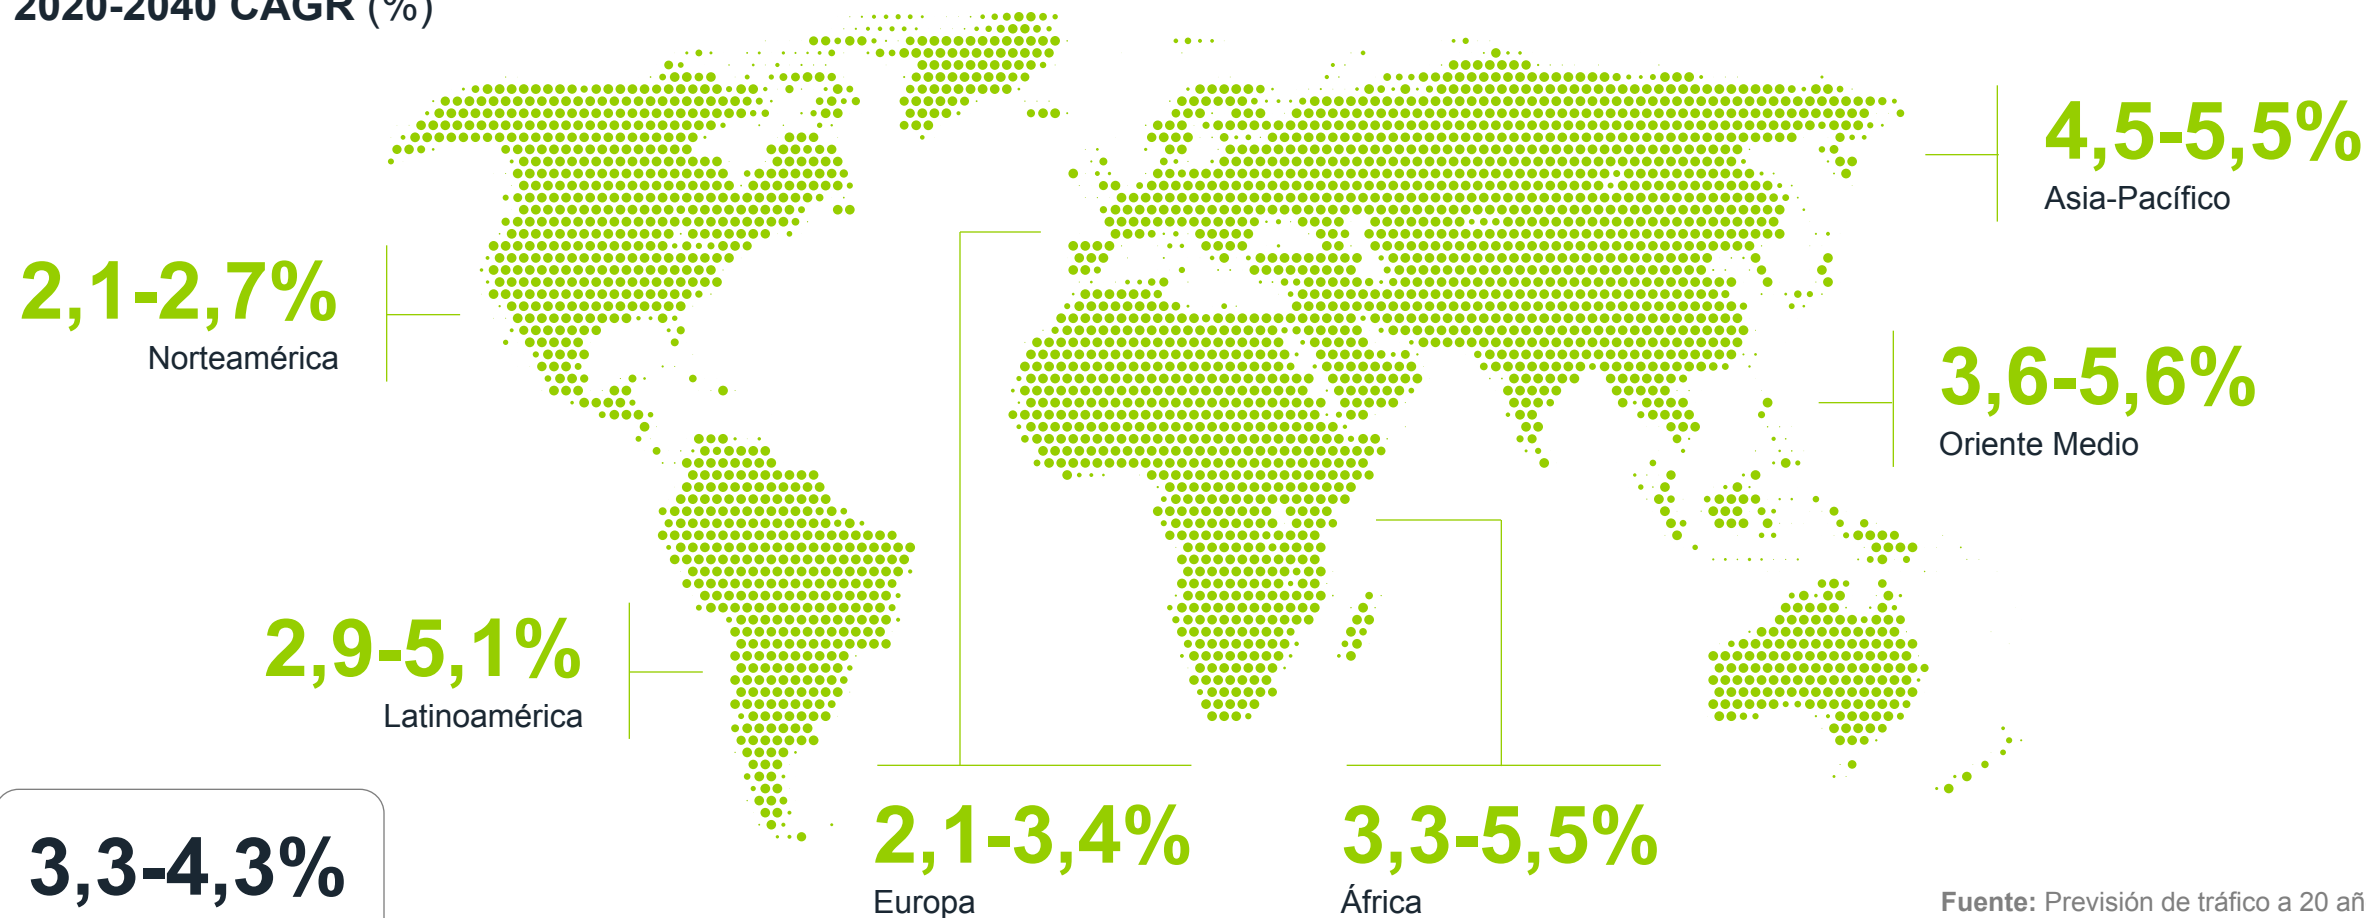 2020-2040 CAGR (%)
4,5-5,5%
Asia-Pacífico
2,1-2,7%
Norteamérica
3,6-5,6%
Oriente Medio
2,9-5,1%
Latinoamérica
2,1-3,4%
Europa
3,3-5,5%
África
3,3-4,3%
Fuente: Previsión de tráfico a 20 añ